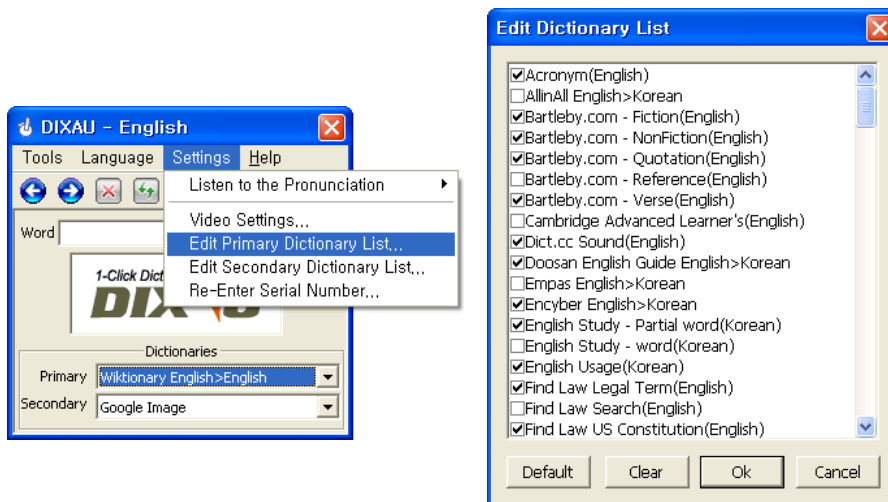 DIXAU - English
Tools Language Settings Help
Listen to the Pronunciation
Video Settings...
Edit Primary Dictionary List...
Edit Secondary Dictionary List...
Re-Enter Serial Number...
Word
1-Click Dict
Dictionaries
Primary Wiktionary English>English
Secondary Google Image
Edit Dictionary List
Acronym(English)
AllinAll English>Korean
Bartleby.com - Fiction(English)
Bartleby.com - NonFiction(English)
Bartleby.com - Quotation(English)
Bartleby.com - Reference(English)
Bartleby.com - Verse(English)
Cambridge Advanced Learner's(English)
Dict.cc Sound(English)
Doosan English Guide English>Korean
Empas English>Korean
Encyber English>Korean
English Study - Partial word(Korean)
English Study - word(Korean)
English Usage(Korean)
Find Law Legal Term(English)
Find Law Search(English)
Find Law US Constitution(English)
Default Clear Ok Cancel